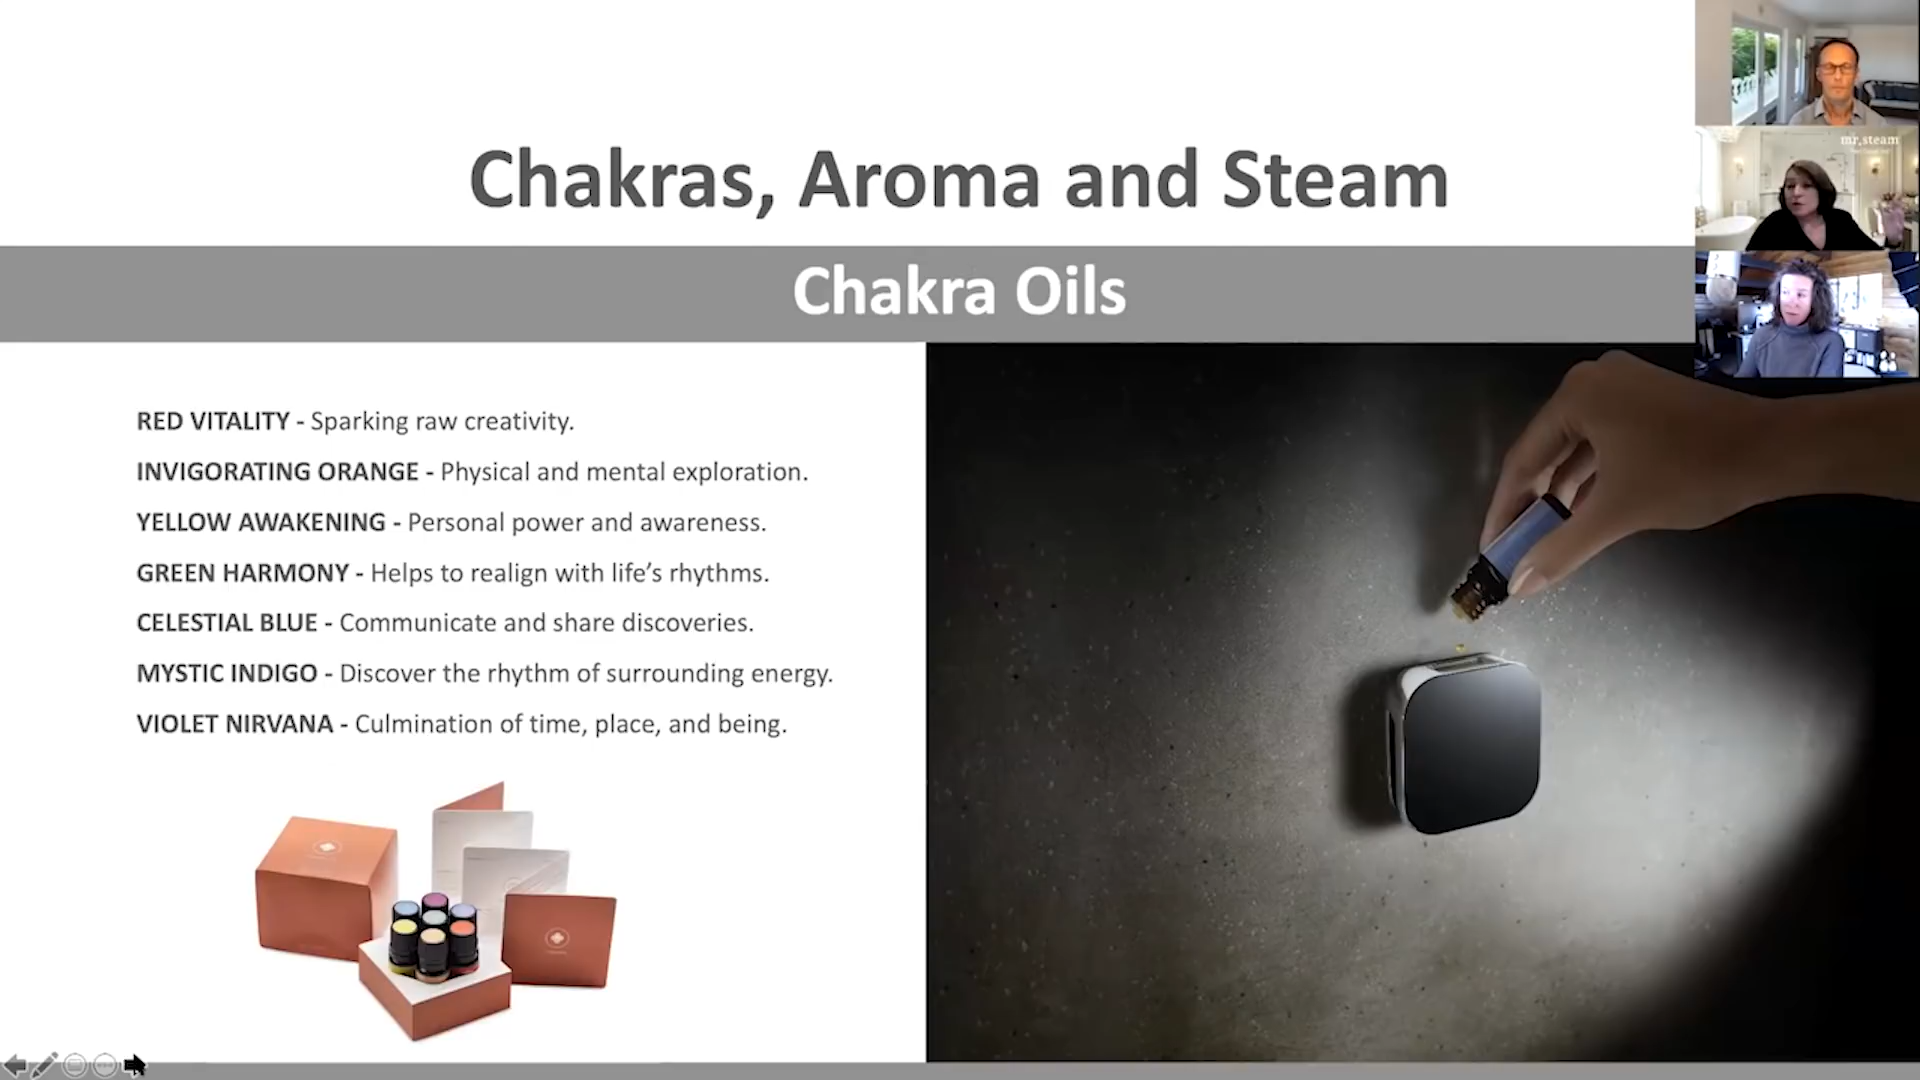 Chakras, Aroma and Steam
Chakra Oils
RED VITALITY - Sparking raw creativity.
INVIGORATING ORANGE - Physical and mental exploration.
YELLOW AWAKENING - Personal power and awareness.
GREEN HARMONY - Helps to realign with life’s rhythms.
CELESTIAL BLUE - Communicate and share discoveries.
MYSTIC INDIGO - Discover the rhythm of surrounding energy.
VIOLET NIRVANA - Culmination of time, place, and being.
mr.steam